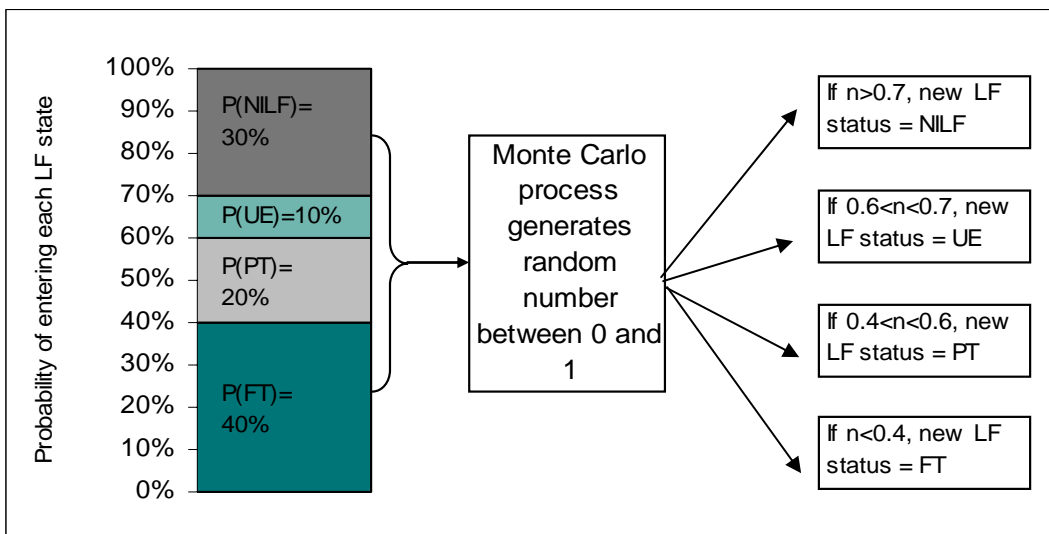 Probability of entering each LF state
100%
90%
80%
70%
60%
50%
40%
30%
20%
10%
0%
P(NILF)=
30%
P(UE)=10%
P(PT)=
20%
P(FT)=
40%
Monte Carlo
process
generates
random
number
between 0 and
1
If n>0.7, new LF
status = NILF
If 0.6<n<0.7, new
LF status = UE
If 0.4<n<0.6, new
LF status = PT
If n<0.4, new LF
status = FT